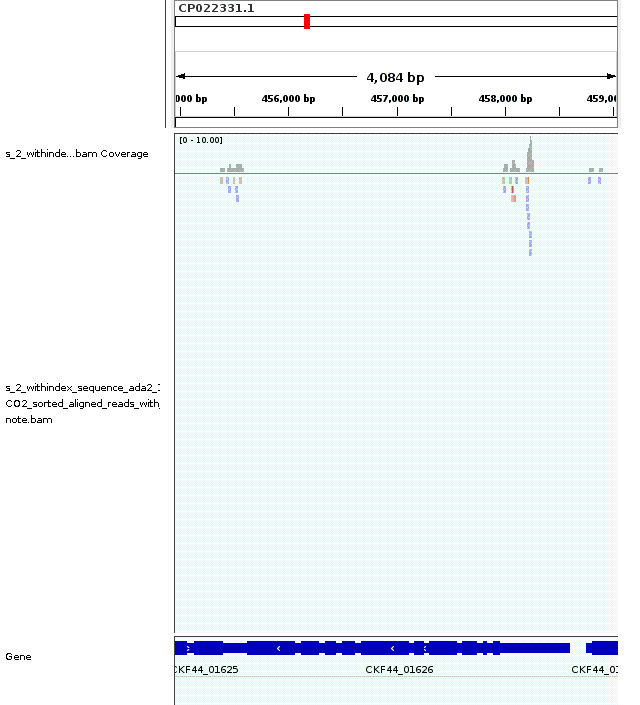 CP022331.1
4,084 bp
000 bp 456,000 bp 457,000 bp 458,000 bp 459,0
[0 - 10.00]
s_2_withinde...bam Coverage
s_2_withindex_sequence_ada2_
CO2_sorted_aligned_reads_with_
note.bam
Gene
CKF44_01625 CKF44_01626 CKF44_0